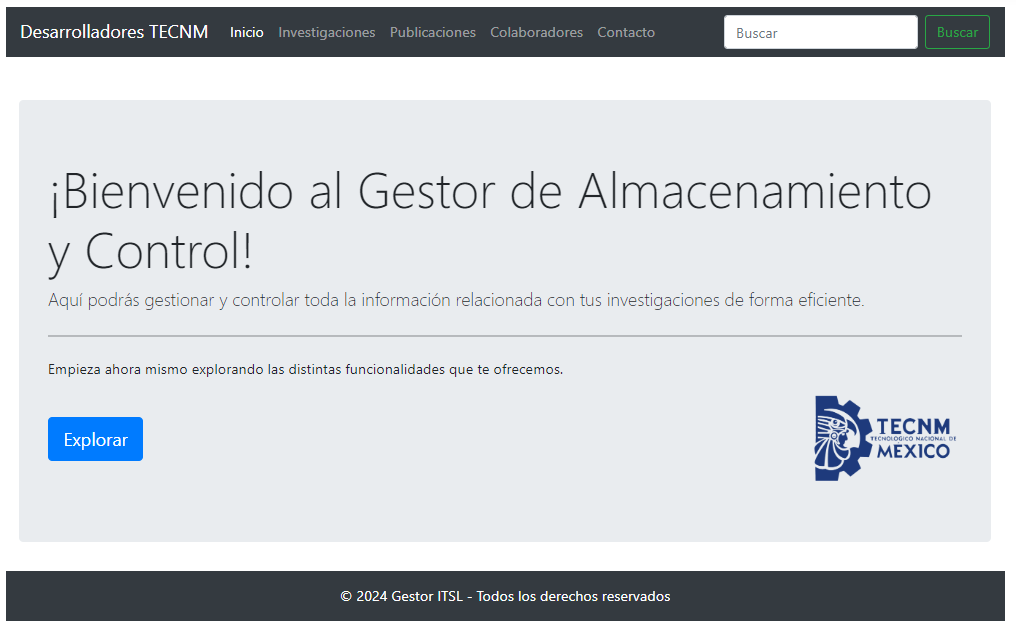 Desarrolladores TECNM Inicio Investigaciones Publicaciones Colaboradores Contacto Buscar Buscar
¡Bienvenido al Gestor de Almacenamiento
y Control!
Aquí podrás gestionar y controlar toda la información relacionada con tus investigaciones de forma eficiente.
Empieza ahora mismo explorando las distintas funcionalidades que te ofrecemos.
Explorar
TECNM
TECNOLÓGICO NACIONAL DE
MÉXICO
© 2024 Gestor ITSL - Todos los derechos reservados